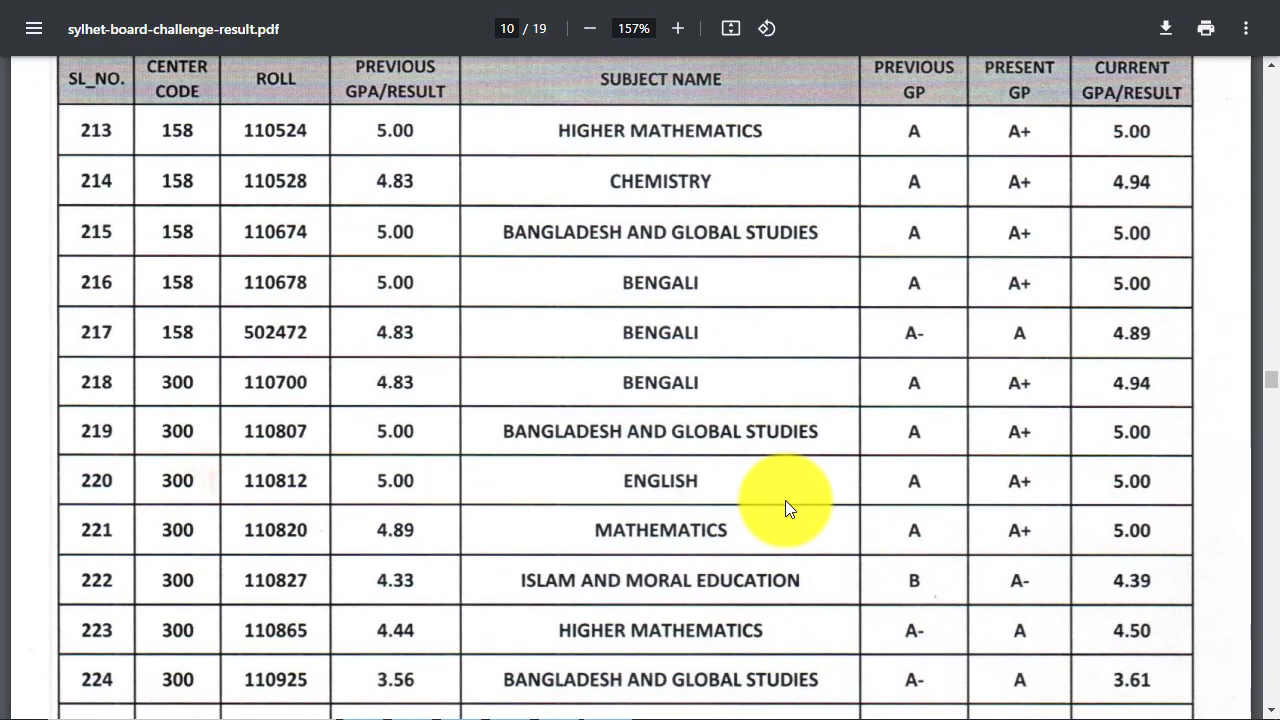 sylhet-board-challenge-result.pdf 10 / 19 157%
SL_NO. CENTER CODE ROLL PREVIOUS GPA/RESULT SUBJECT NAME PREVIOUS GP PRESENT GP CURRENT GPA/RESULT
213 158 110524 5.00 HIGHER MATHEMATICS A A+ 5.00
214 158 110528 4.83 CHEMISTRY A A+ 4.94
215 158 110674 5.00 BANGLADESH AND GLOBAL STUDIES A A+ 5.00
216 158 110678 5.00 BENGALI A A+ 5.00
217 158 502472 4.83 BENGALI A- A 4.89
218 300 110700 4.83 BENGALI A A+ 4.94
219 300 110807 5.00 BANGLADESH AND GLOBAL STUDIES A A+ 5.00
220 300 110812 5.00 ENGLISH A A+ 5.00
221 300 110820 4.89 MATHEMATICS A A+ 5.00
222 300 110827 4.33 ISLAM AND MORAL EDUCATION B A- 4.39
223 300 110865 4.44 HIGHER MATHEMATICS A- A 4.50
224 300 110925 3.56 BANGLADESH AND GLOBAL STUDIES A- A 3.61